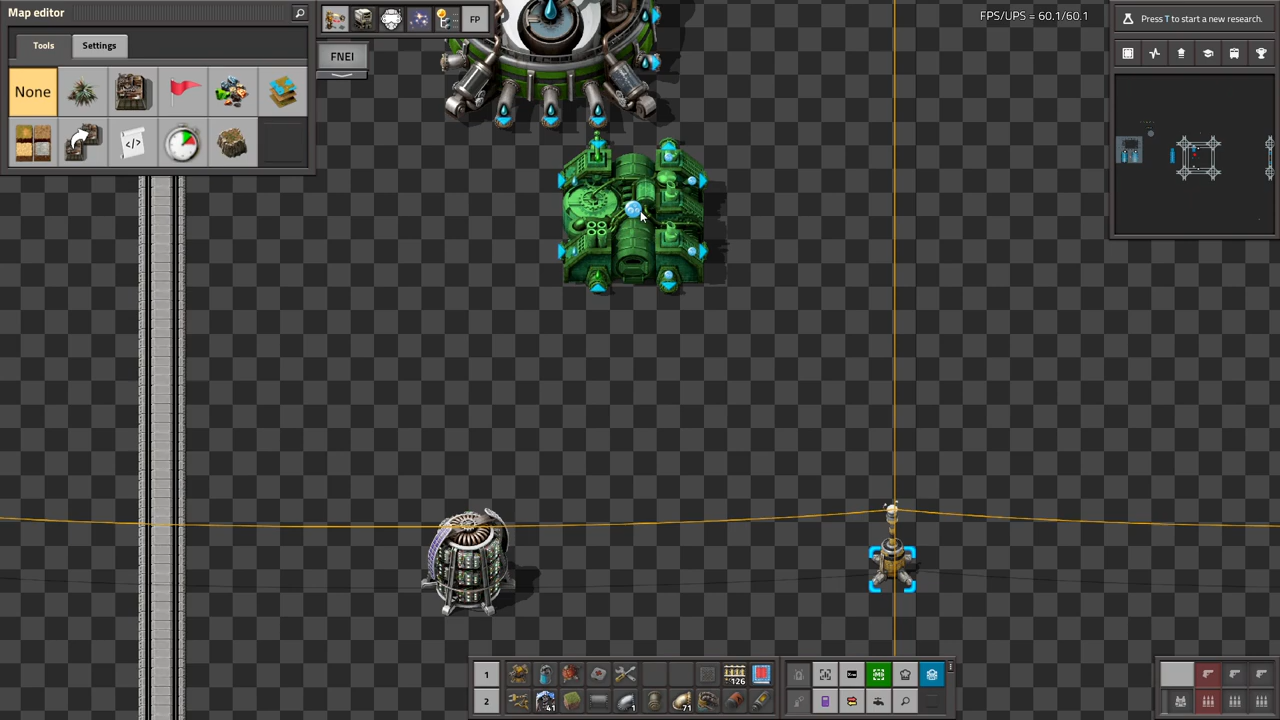 Map editor
FP
FPS/UPS = 60.1/60.1
Press T to start a new research.
Tools
Settings
FNEI
None
</>
1
126
2
41
1
71